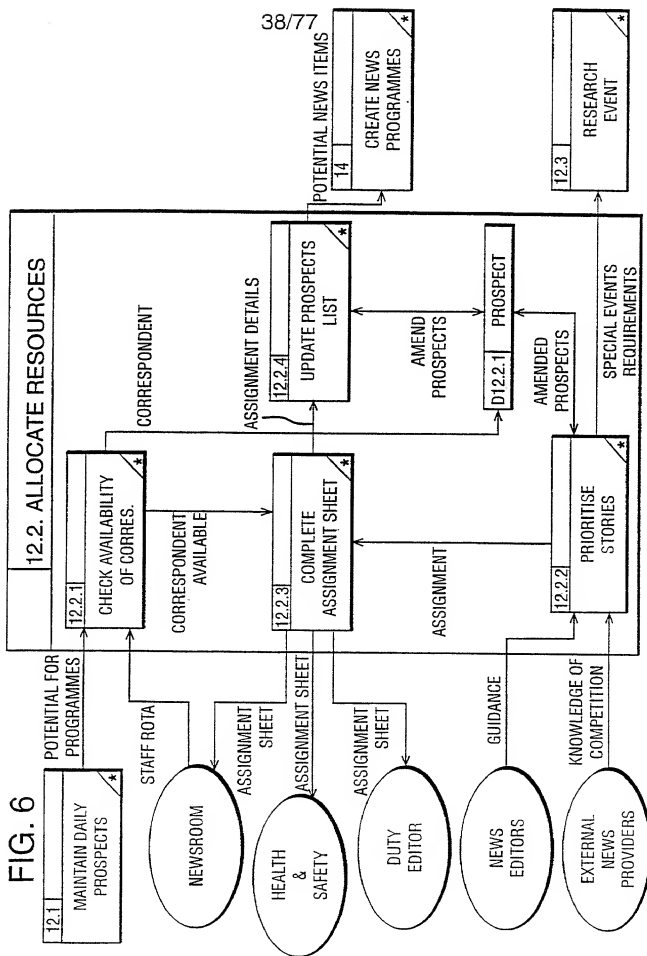 38/77
FIG. 6
12.2. ALLOCATE RESOURCES
12.1
MAINTAIN DAILY
PROSPECTS
*
POTENTIAL FOR
PROGRAMMES
NEWSROOM
STAFF ROTA
ASSIGNMENT
SHEET
HEALTH
&
SAFETY
ASSIGNMENT SHEET
DUTY
EDITOR
ASSIGNMENT
SHEET
NEWS
EDITORS
GUIDANCE
EXTERNAL
NEWS
PROVIDERS
KNOWLEDGE OF
COMPETITION
12.2.1
CHECK AVAILABILITY
OF CORRES.
*
CORRESPONDENT
CORRESPONDENT
AVAILABLE
12.2.3
COMPLETE
ASSIGNMENT SHEET
*
ASSIGNMENT DETAILS
ASSIGNMENT
12.2.2
PRIORITISE
STORIES
*
12.2.4
UPDATE PROSPECTS
LIST
*
AMEND
PROSPECTS
D12.2.1 PROSPECT
AMENDED
PROSPECTS
SPECIAL EVENTS
REQUIREMENTS
POTENTIAL NEWS ITEMS
14
CREATE NEWS
PROGRAMMES
*
12.3
RESEARCH
EVENT
*